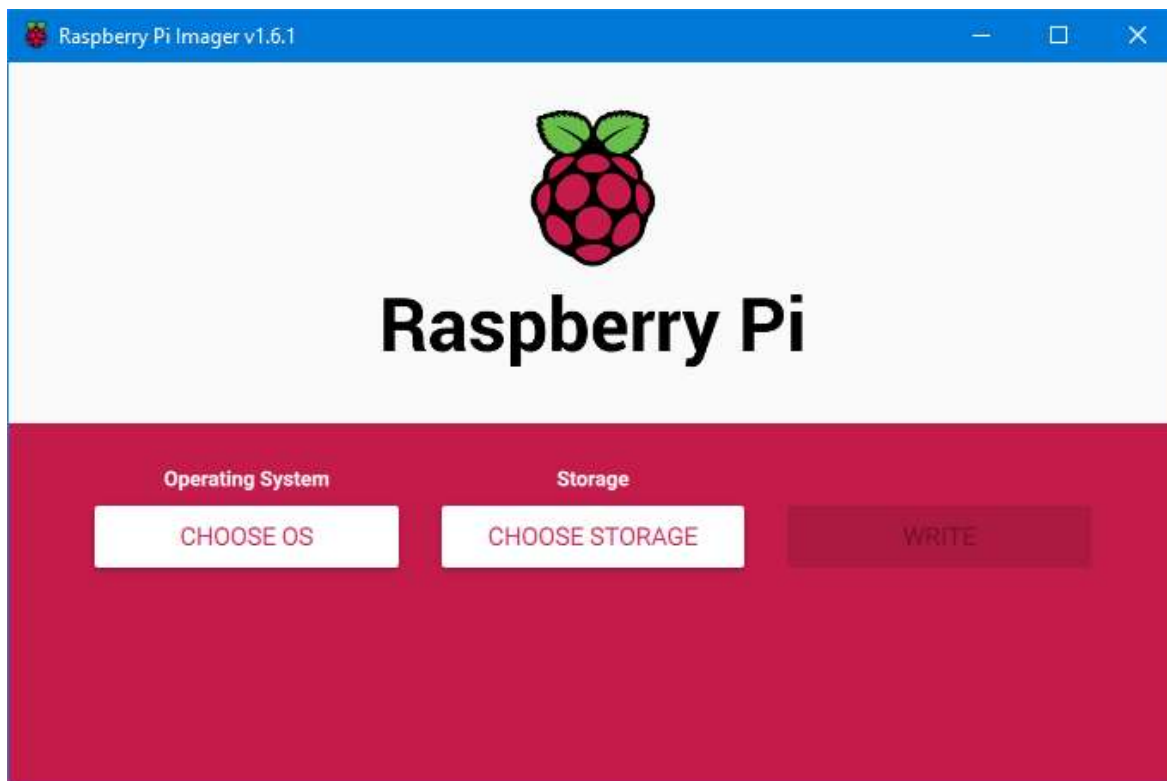 Raspberry Pi Imager v1.6.1
Raspberry Pi
Operating System
Storage
CHOOSE OS
CHOOSE STORAGE
WRITE